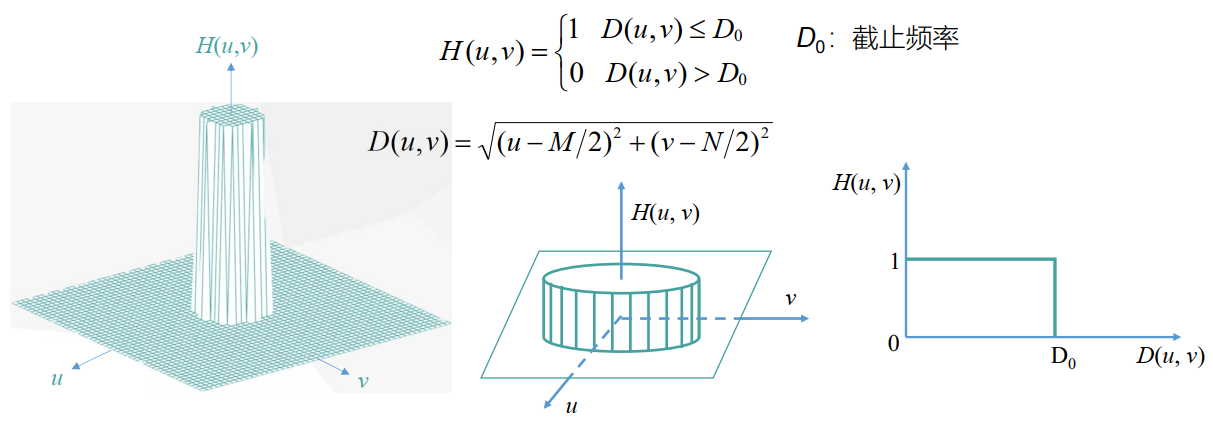 H(u,v)
H(u,v) = { 1 D(u,v) ≤ D₀
0 D(u,v) > D₀
D₀：截止频率
D(u,v) = √((u − M/2)² + (v − N/2)²)
u
v
H(u, v)
v
u
H(u, v)
1
0
D₀
D(u, v)